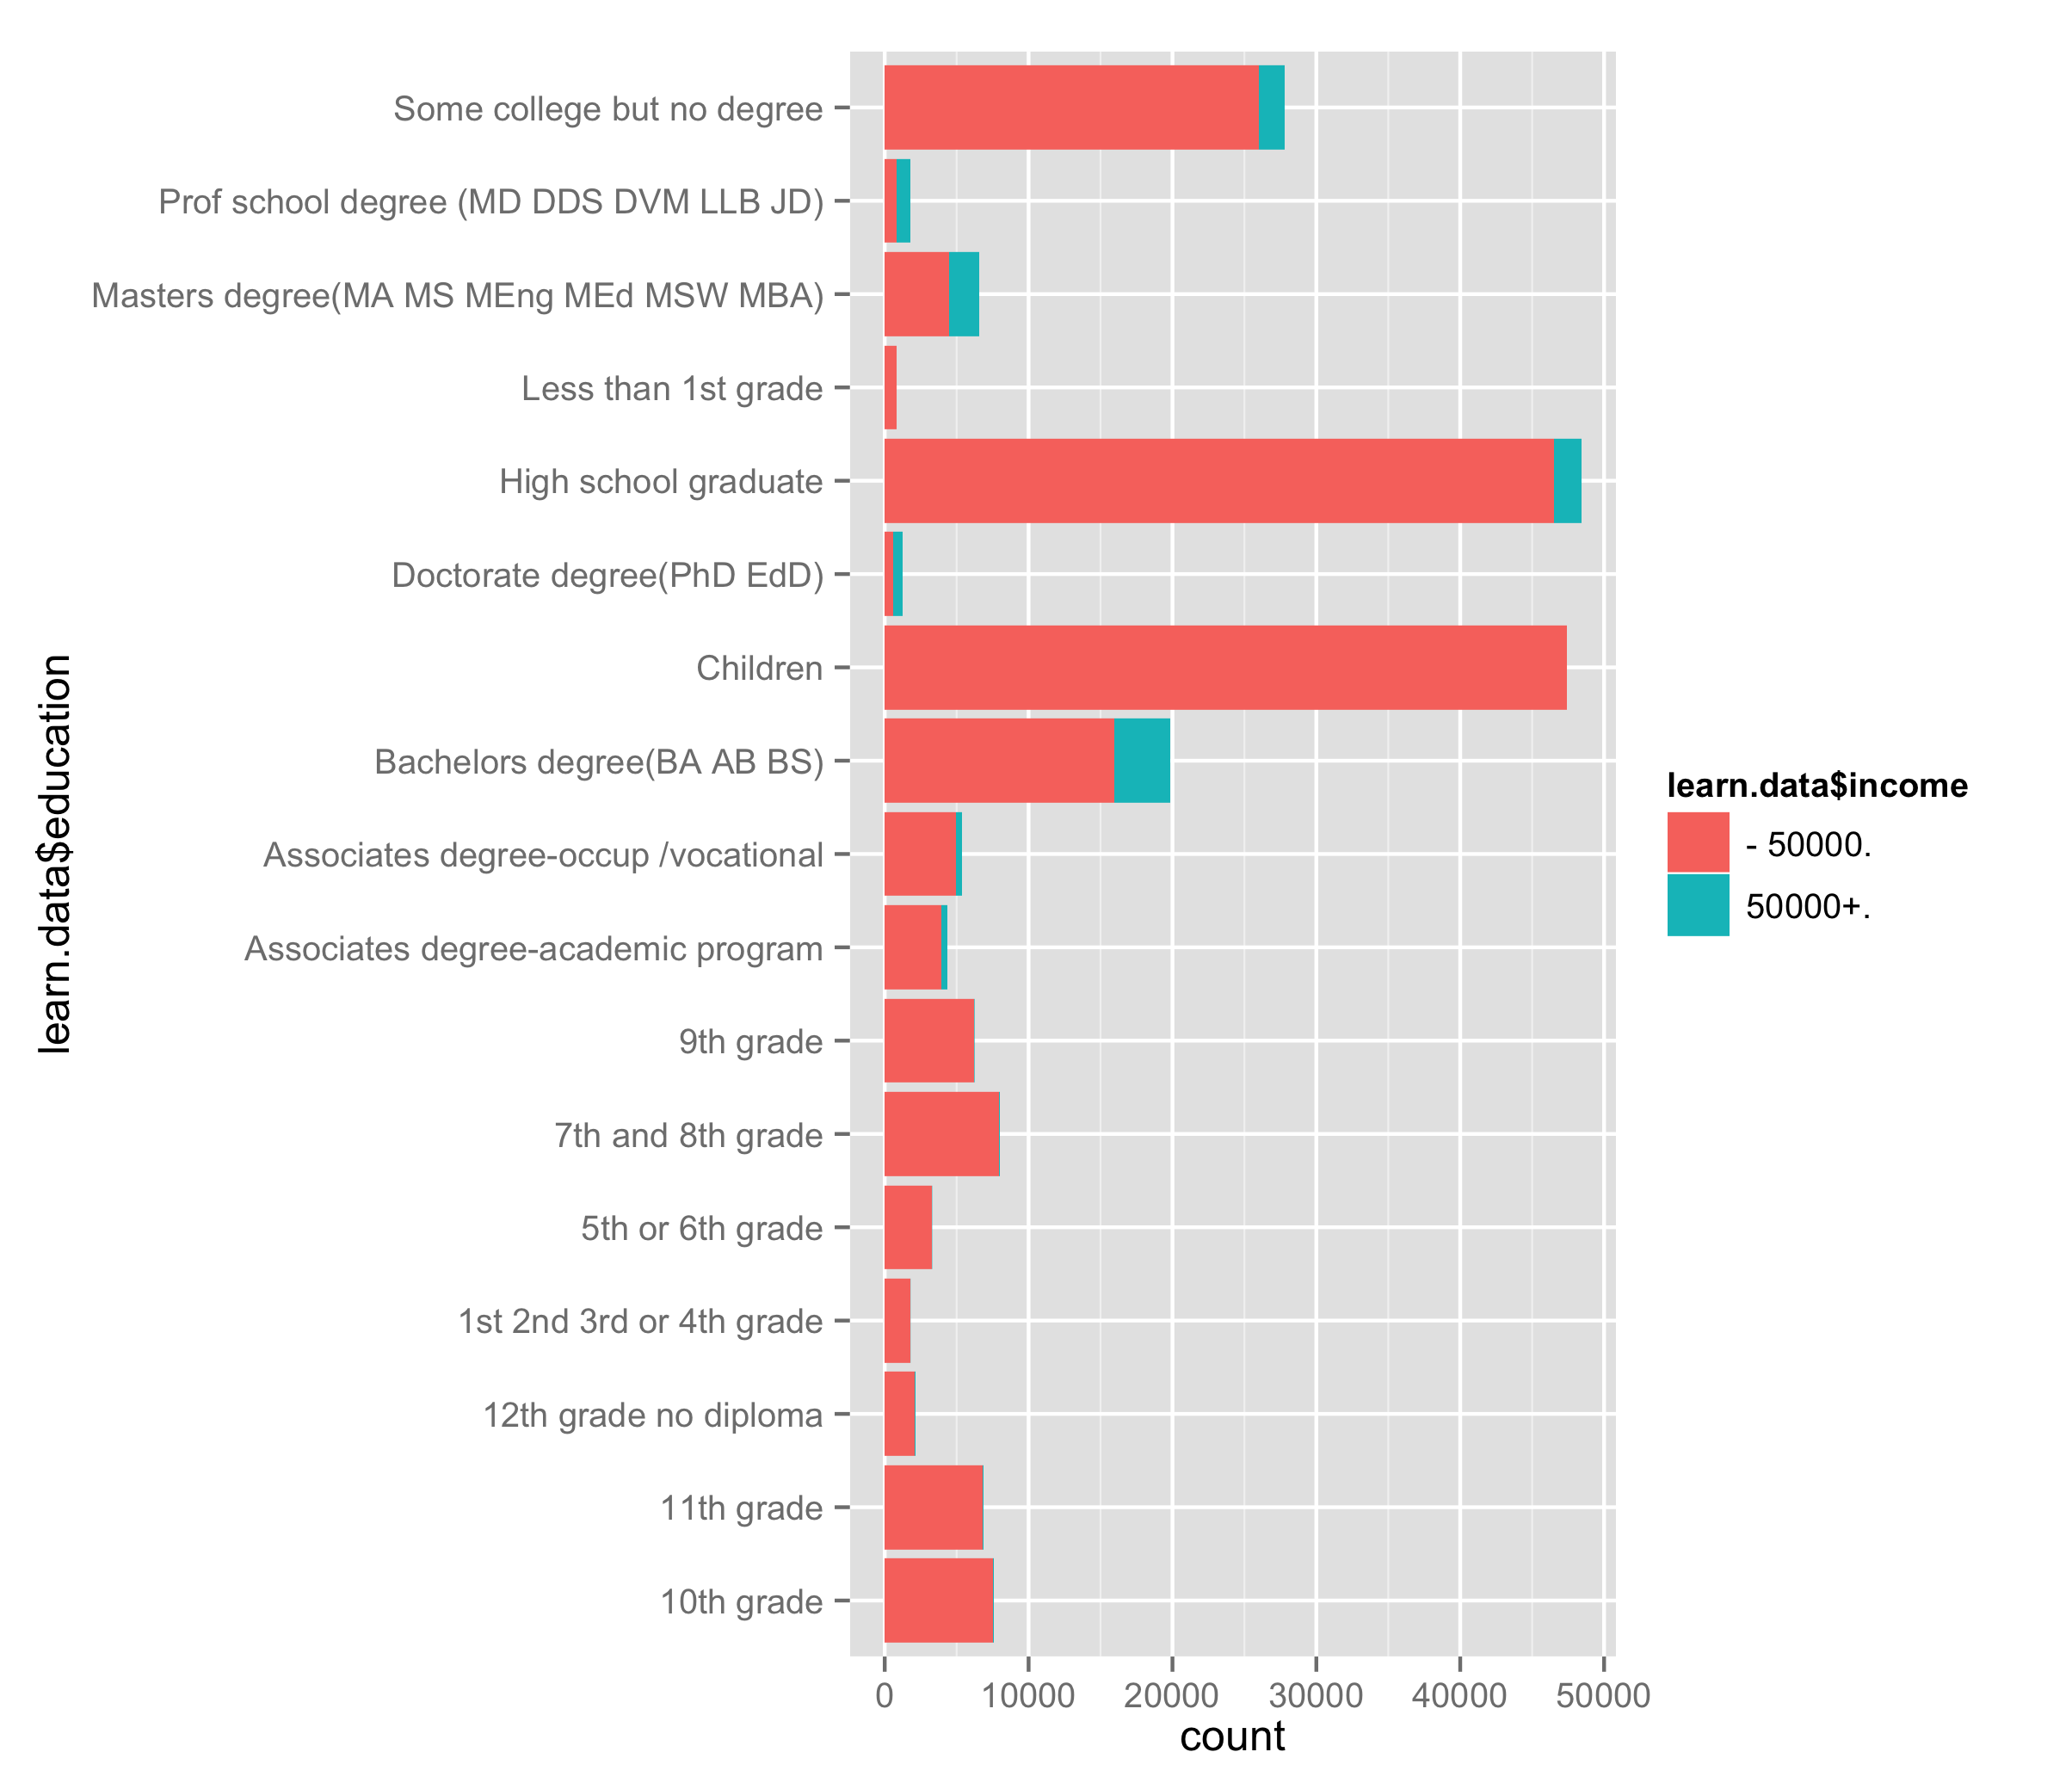 Some college but no degree
Prof school degree (MD DDS DVM LLB JD)
Masters degree(MA MS MEng MEd MSW MBA)
Less than 1st grade
High school graduate
Doctorate degree(PhD EdD)
Children
Bachelors degree(BA AB BS)
Associates degree-occup /vocational
Associates degree-academic program
9th grade
7th and 8th grade
5th or 6th grade
1st 2nd 3rd or 4th grade
12th grade no diploma
11th grade
10th grade
learn.data$education
0 10000 20000 30000 40000 50000
count
learn.data$income
- 50000.
50000+.